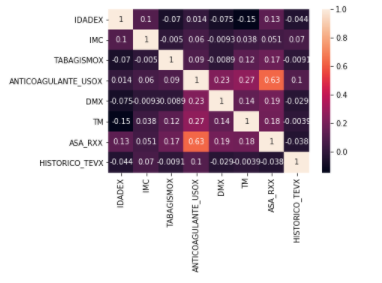 IDADEX 1 0.1 -0.07 0.014 -0.075 -0.15 0.13 -0.044
IMC 0.1 1 -0.005 0.06 -0.0093 0.038 0.051 0.07
TABAGISMOX -0.07 -0.005 1 0.09 -0.0089 0.12 0.17 -0.0091
ANTICOAGULANTE_USOX 0.014 0.06 0.09 1 0.23 0.27 0.63 0.1
DMX -0.075 -0.0093 0.0089 0.23 1 0.14 0.19 -0.029
TM -0.15 0.038 0.12 0.27 0.14 1 0.18 -0.0039
ASA_RXX 0.13 0.051 0.17 0.63 0.19 0.18 1 -0.038
HISTORICO_TEVX -0.044 0.07 -0.0091 0.1 -0.029 -0.0039 -0.038 1
IDADEX
IMC
TABAGISMOX
ANTICOAGULANTE_USOX
DMX
TM
ASA_RXX
HISTORICO_TEVX
1.0
0.8
0.6
0.4
0.2
0.0